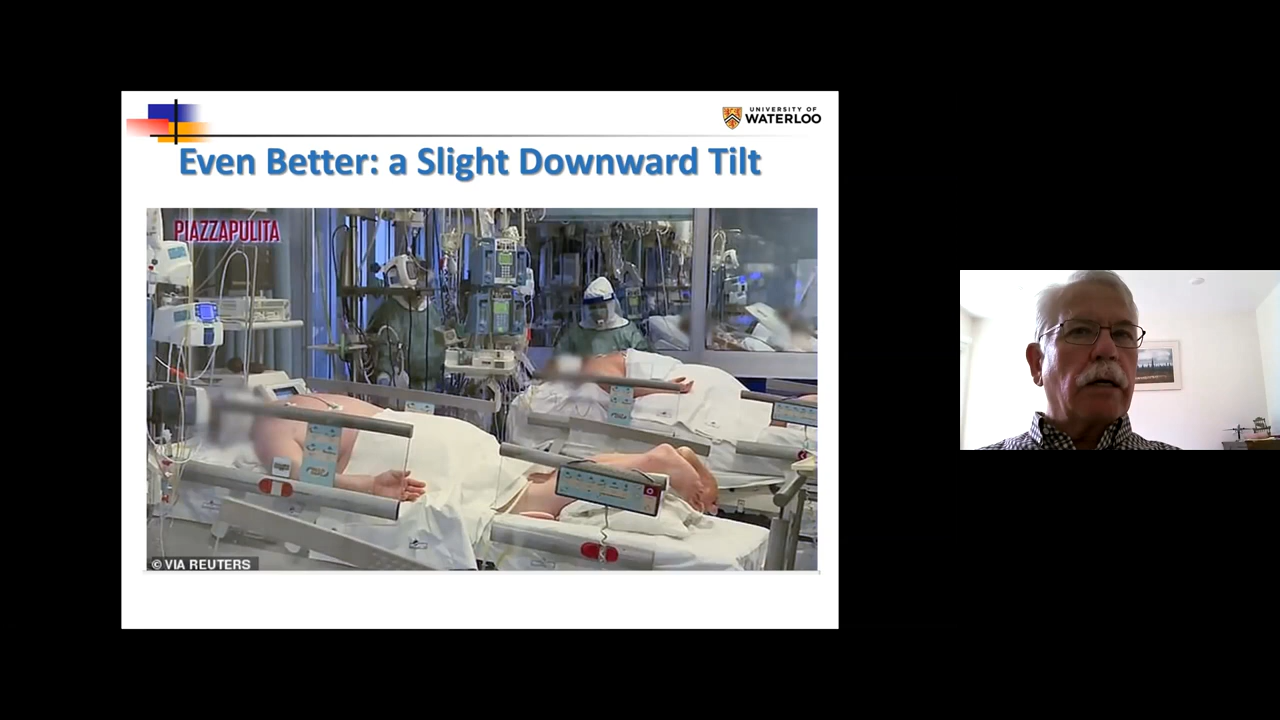 UNIVERSITY OF
WATERLOO
Even Better: a Slight Downward Tilt
PIAZZAPULITA
© VIA REUTERS